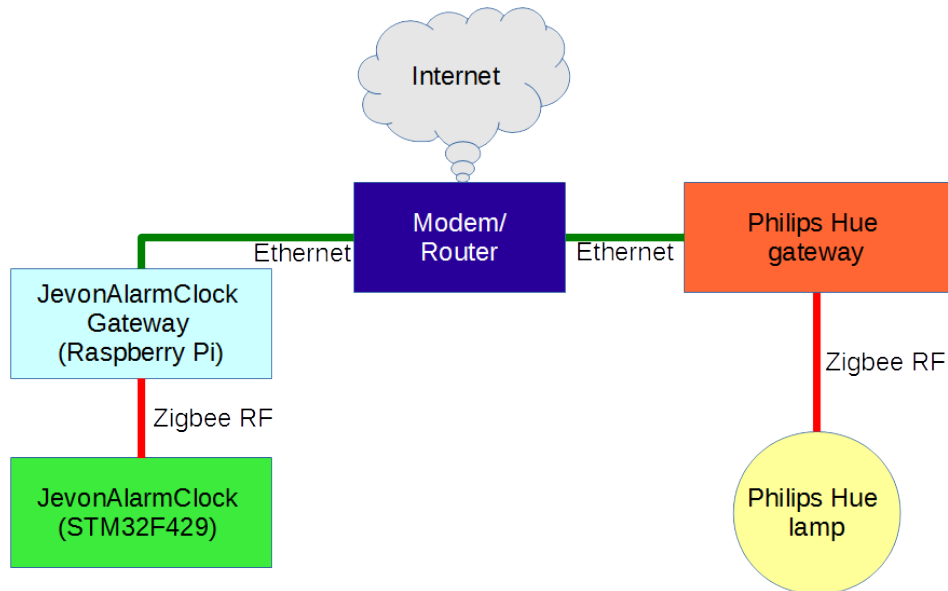 Internet
Modem/
Router
Philips Hue
gateway
Ethernet
Ethernet
JevonAlarmClock
Gateway
(Raspberry Pi)
Zigbee RF
Zigbee RF
JevonAlarmClock
(STM32F429)
Philips Hue
lamp